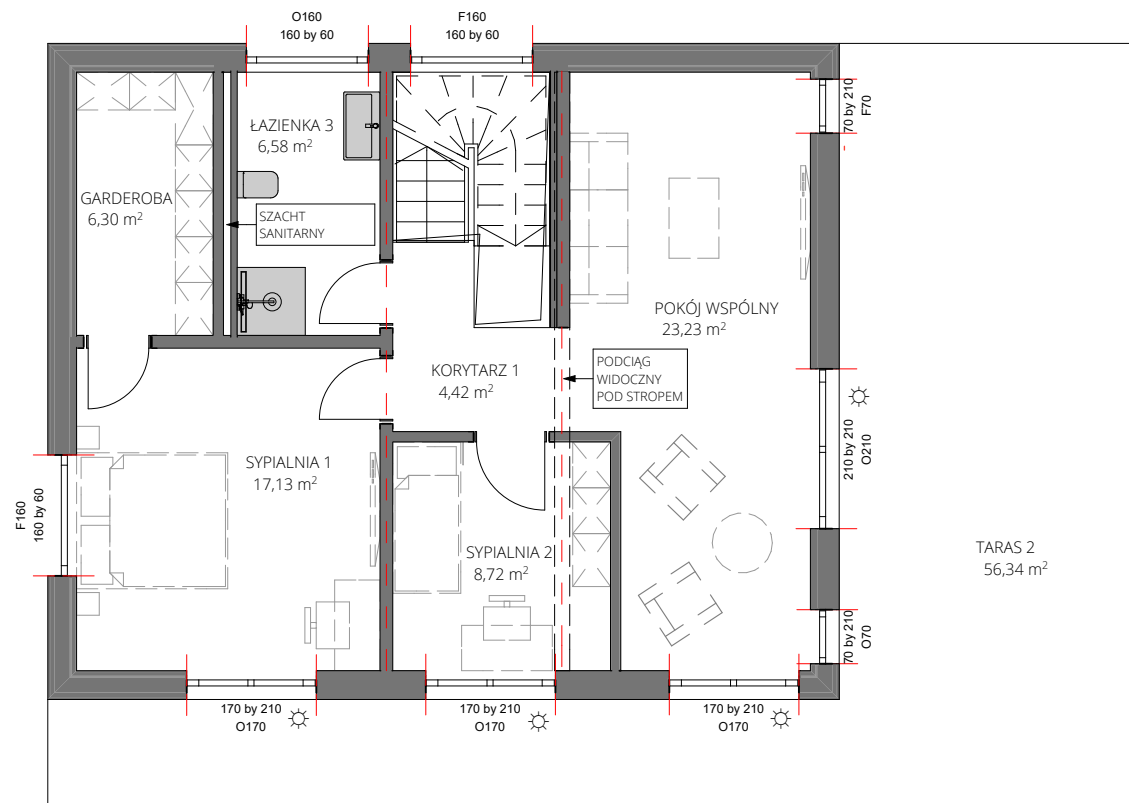 O160
160 by 60
F160
160 by 60
70 by 210
F70
ŁAZIENKA 3
6,58 m²
GARDEROBA
6,30 m²
SZACHT
SANITARNY
POKÓJ WSPÓLNY
23,23 m²
KORYTARZ 1
4,42 m²
PODCIĄG
WIDOCZNY
POD STROPEM
210 by 210
O210
F160
160 by 60
SYPIALNIA 1
17,13 m²
SYPIALNIA 2
8,72 m²
TARAS 2
56,34 m²
70 by 210
O70
170 by 210
O170
170 by 210
O170
170 by 210
O170